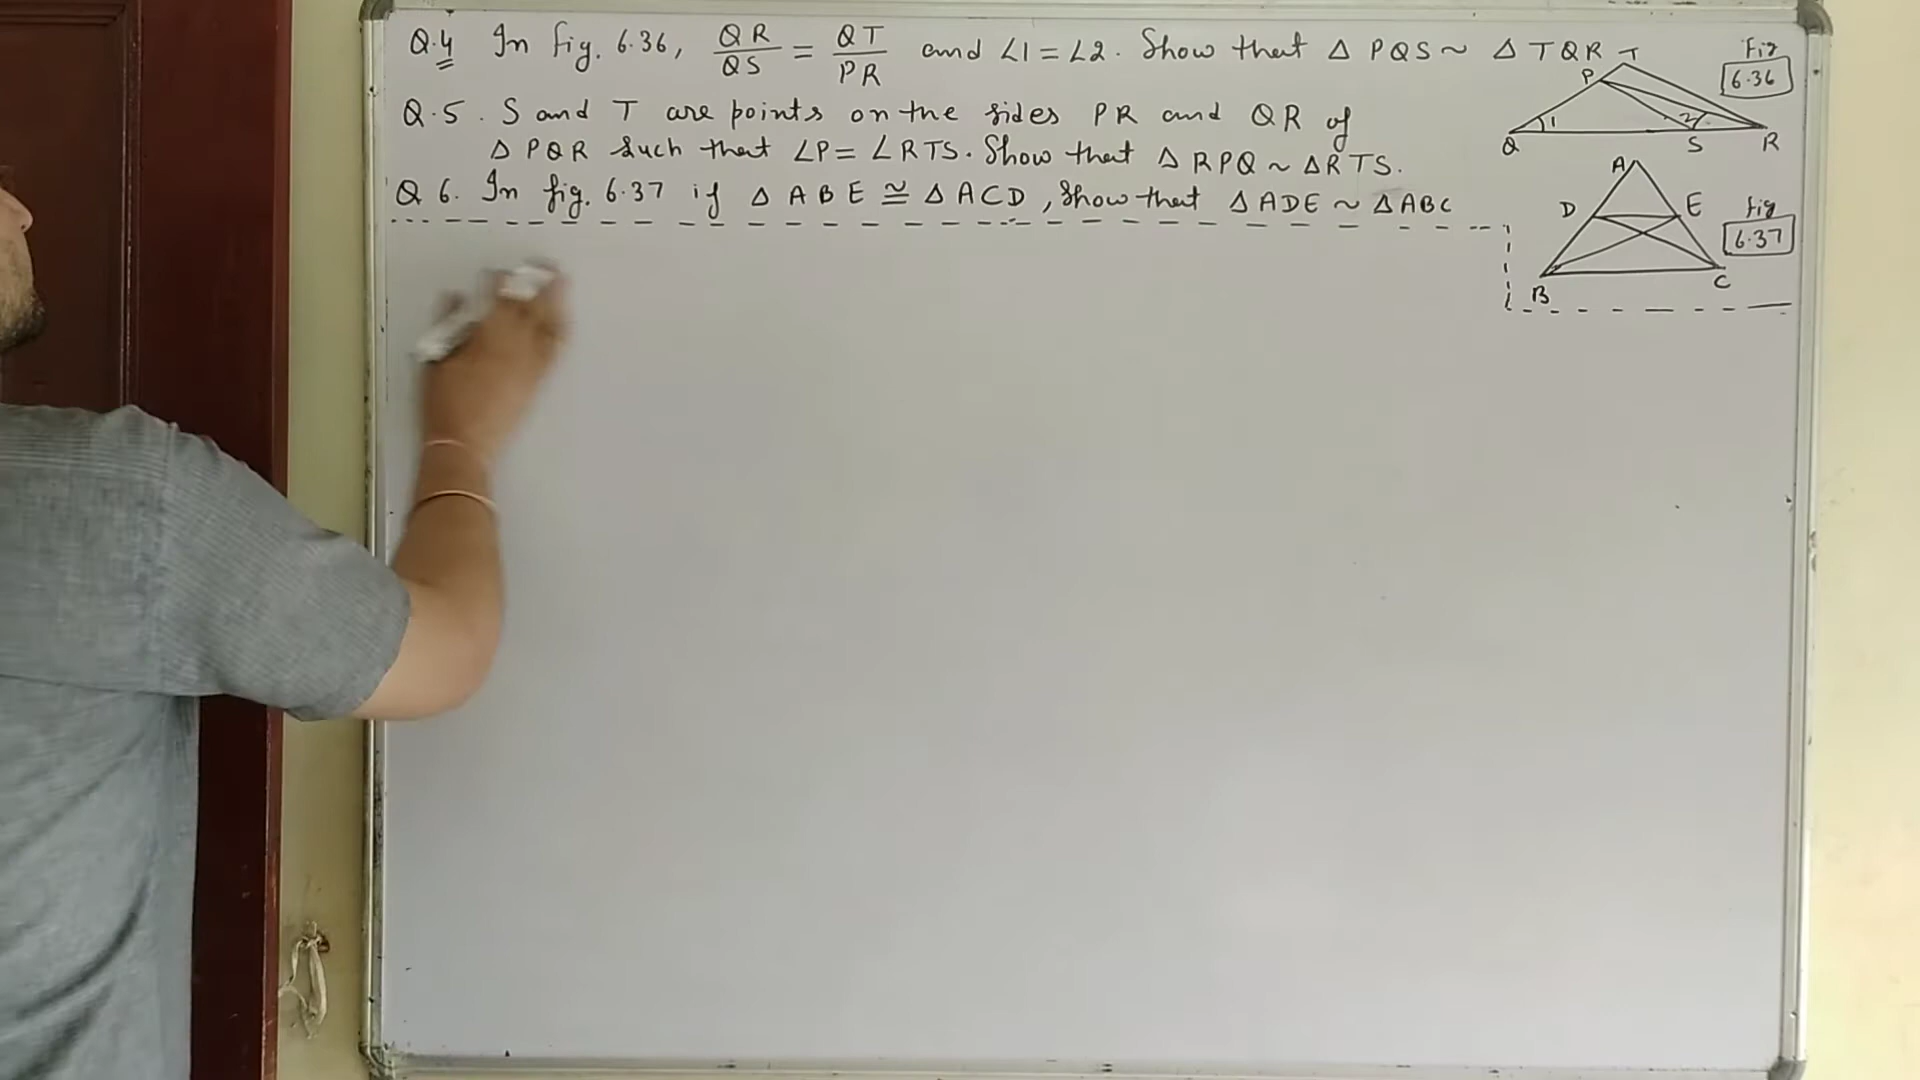 Q.4 In fig. 6.36, QR/QS = QT/PR and ∠1 = ∠2. Show that △ PQS ~ △ TQR
Q.5. S and T are points on the sides PR and QR of
△ PQR such that ∠P = ∠RTS. Show that △ RPQ ~ △RTS.
Q 6. In fig. 6.37 if △ ABE ≅ △ ACD, Show that △ADE ~ △ABC
Fig
6.36
T
P
1
2
Q
S
R
A
D
E
fig
6.37
B
C